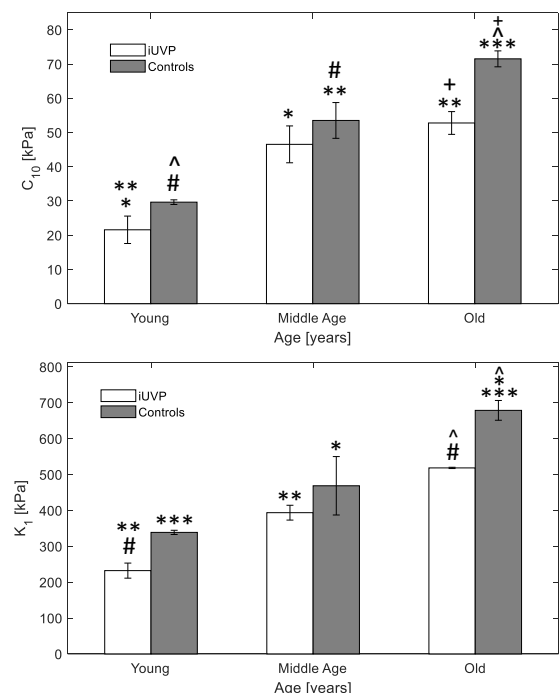 80
70
60
50
40
30
20
10
0
C10 [kPa]
iUVP
Controls
**
*
^
#
*
#
**
+
**
+
^
***
Young
Middle Age
Old
Age [years]
800
700
600
500
400
300
200
100
0
K1 [kPa]
iUVP
Controls
**
#
***
**
*
^
#
^
*
***
Young
Middle Age
Old
Age [years]